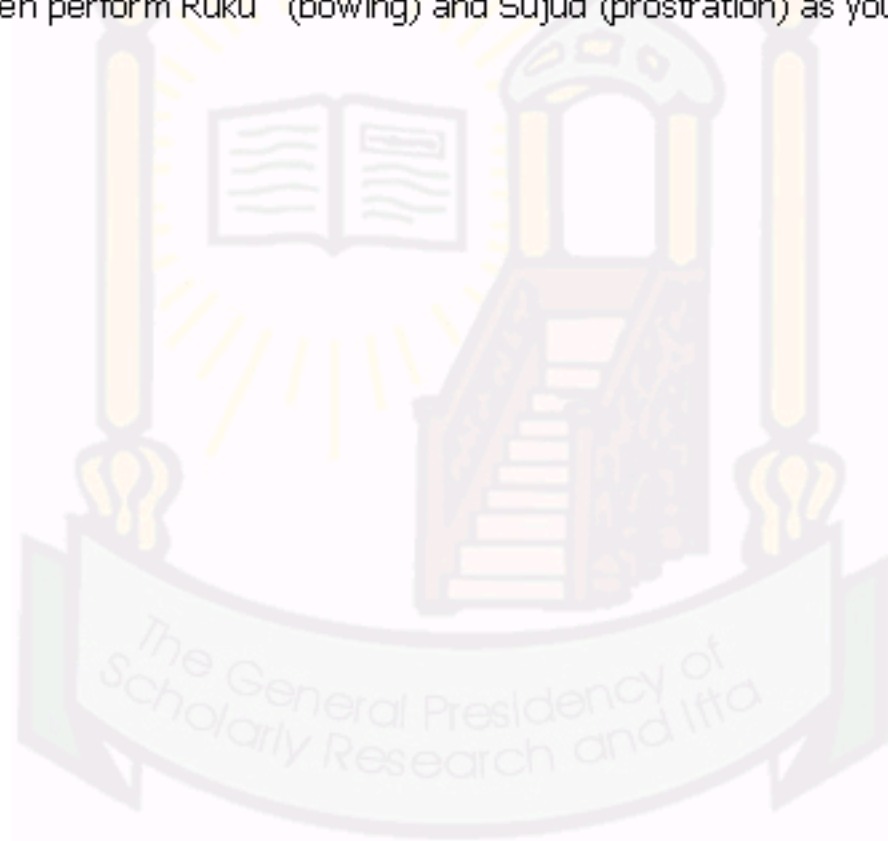 en perform Ruku` (bowing) and Sujud (prostration) as you
The General Presidency of
Scholarly Research and Ifta